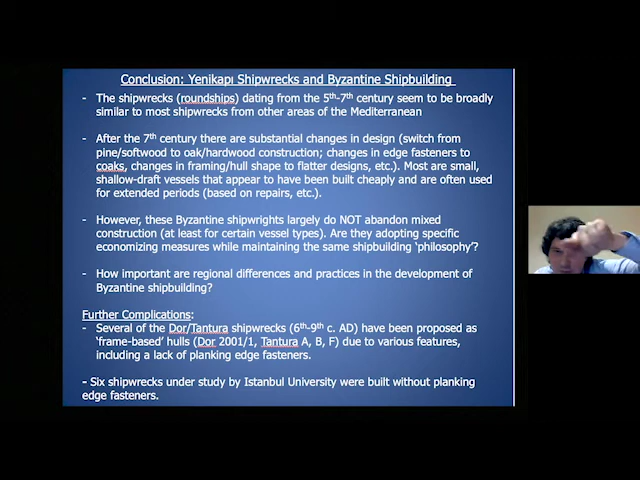 Conclusion: Yenikapı Shipwrecks and Byzantine Shipbuilding
- The shipwrecks (roundships) dating from the 5th-7th century seem to be broadly
similar to most shipwrecks from other areas of the Mediterranean
- After the 7th century there are substantial changes in design (switch from
pine/softwood to oak/hardwood construction; changes in edge fasteners to
coaks, changes in framing/hull shape to flatter designs, etc.). Most are small,
shallow-draft vessels that appear to have been built cheaply and are often used
for extended periods (based on repairs, etc.).
- However, these Byzantine shipwrights largely do NOT abandon mixed
construction (at least for certain vessel types). Are they adopting specific
economizing measures while maintaining the same shipbuilding ‘philosophy’?
- How important are regional differences and practices in the development of
Byzantine shipbuilding?
Further Complications:
- Several of the Dor/Tantura shipwrecks (6th-9th c. AD) have been proposed as
‘frame-based’ hulls (Dor 2001/1, Tantura A, B, F) due to various features,
including a lack of planking edge fasteners.
- Six shipwrecks under study by Istanbul University were built without planking
edge fasteners.